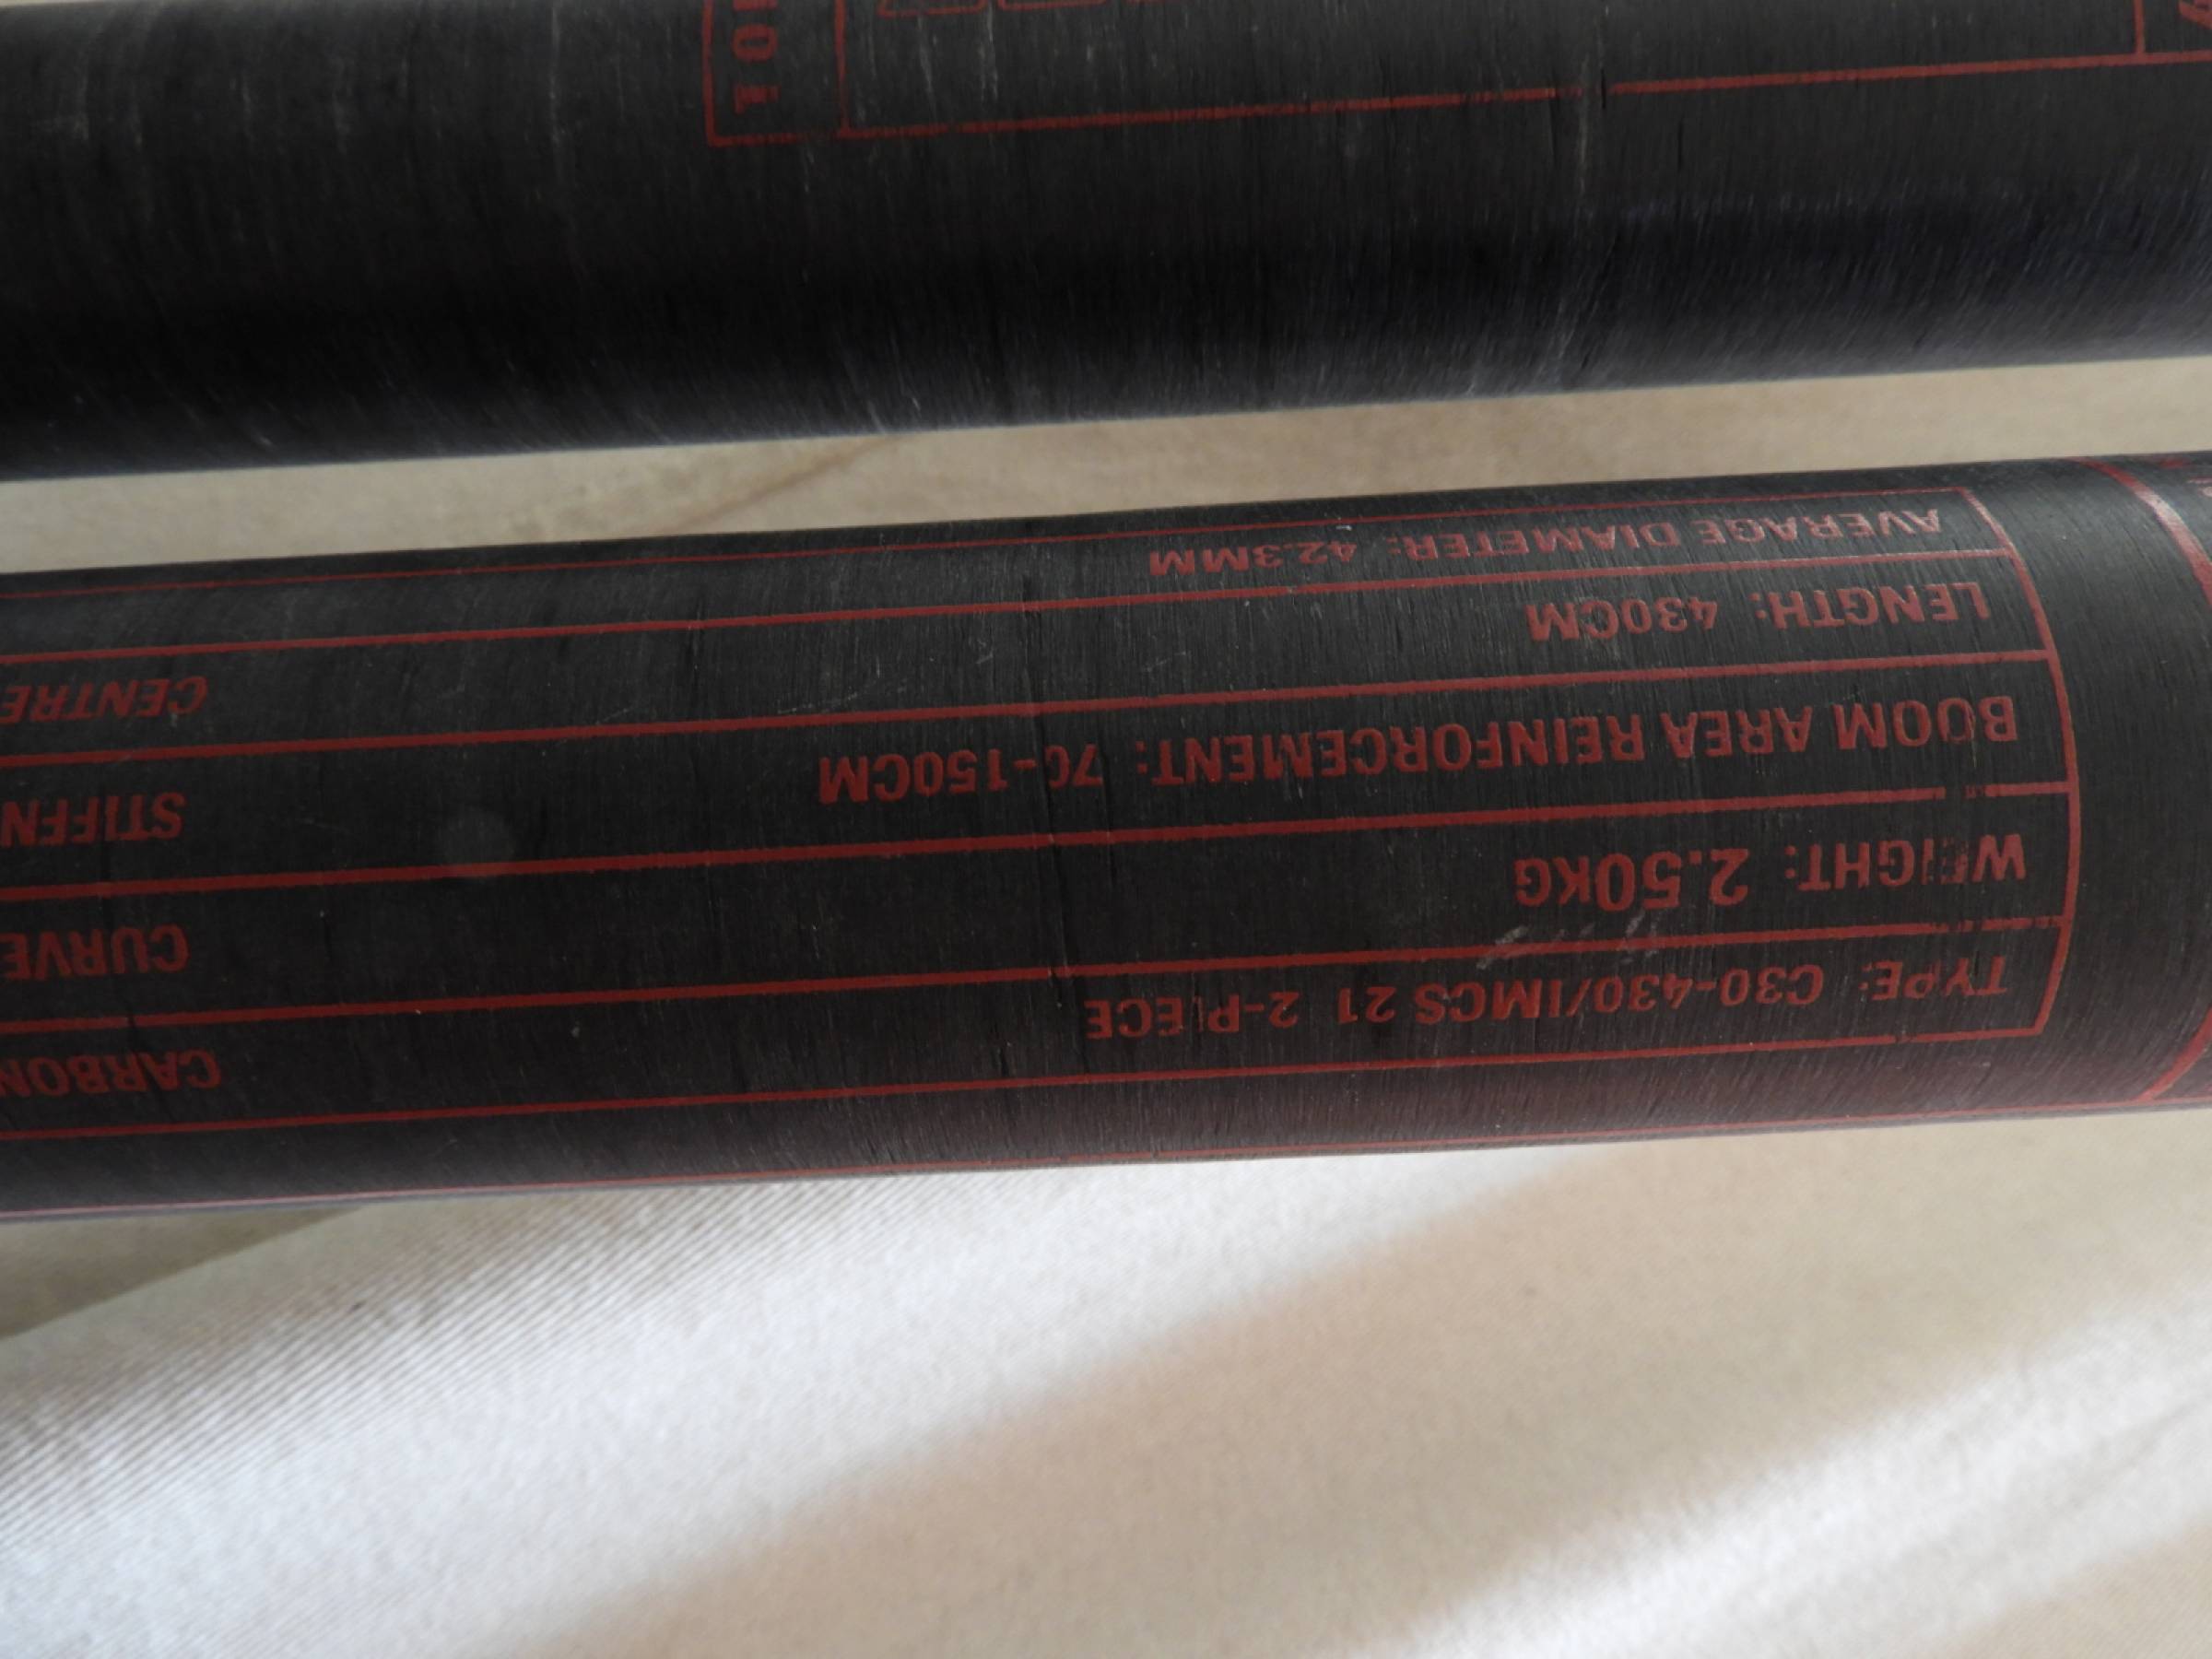 TYPE: C30-430/IMCS 21 2-PIECE
WEIGHT: 2.50KG
BOOM AREA REINFORCEMENT: 70-150CM
LENGTH: 430CM
AVERAGE DIAMETER: 42.3MM
CARBON
CURVE
STIFFN
CENTRE
TOP